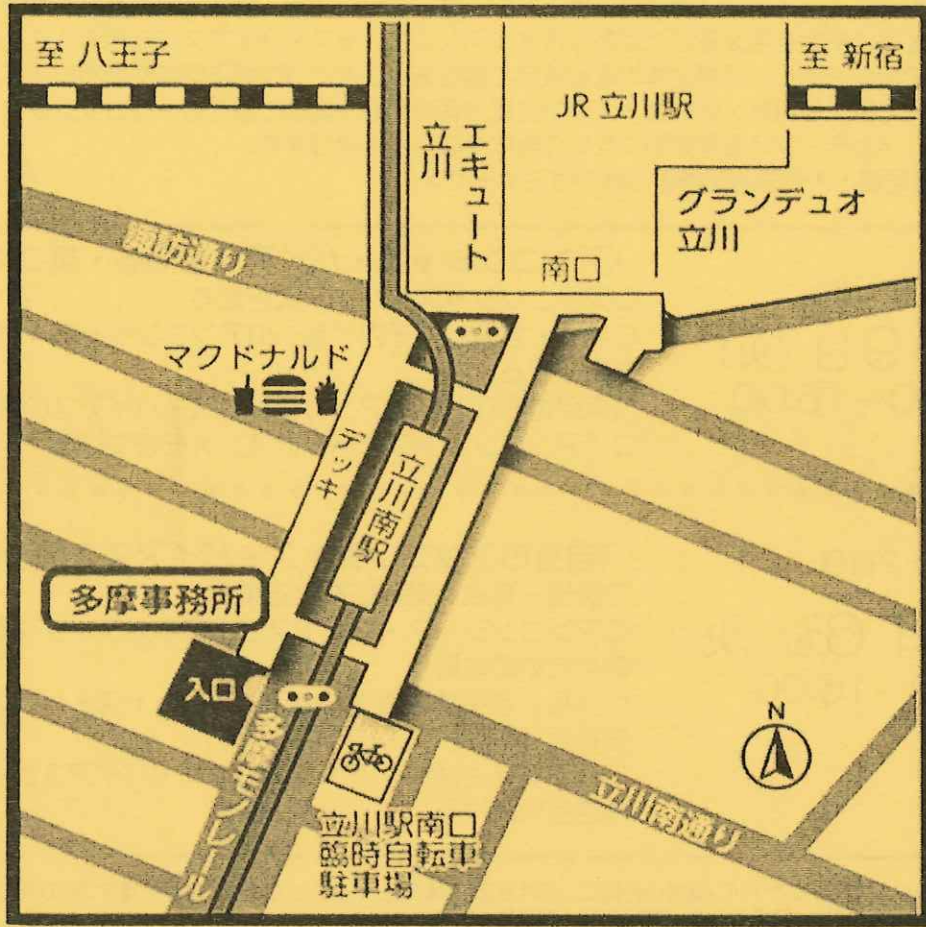 至 八王子
至 新宿
JR 立川駅
エキュート
立川
グランデュオ
立川
南口
諏訪通り
マクドナルド
デッキ
立川南駅
多摩事務所
入口
多摩モノレール
N
立川南通り
立川駅南口
臨時自転車
駐車場